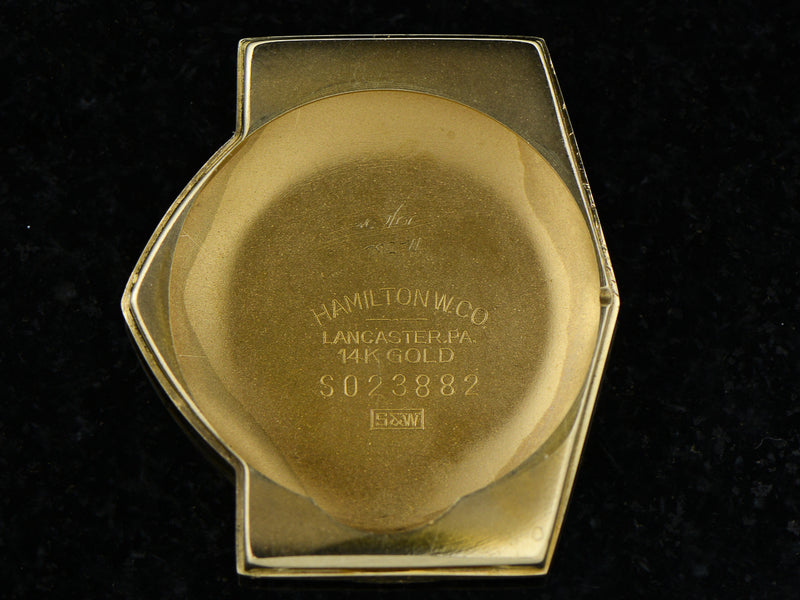 HAMILTON W. CO.
LANCASTER, PA.
14K GOLD
S023882
S&W